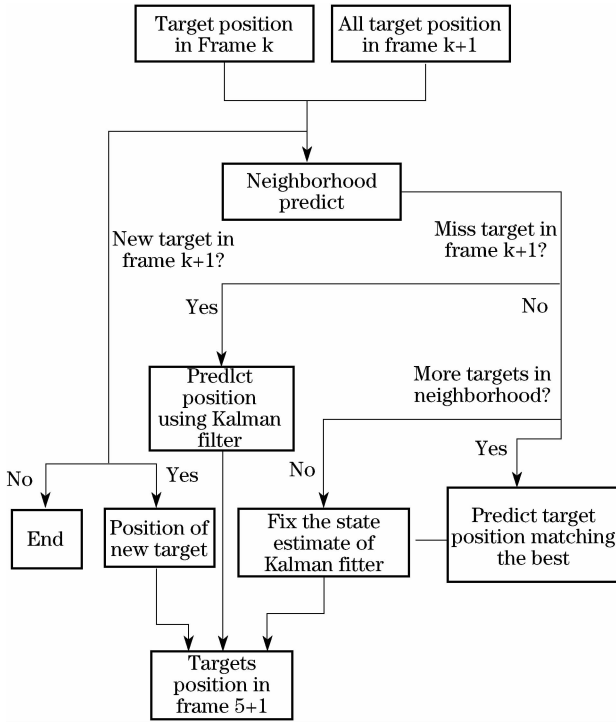 Target position
in Frame k
All target position
in frame k+1
Neighborhood
predict
New target in
frame k+1?
Miss target in
frame k+1?
Yes
No
Predlct
position
using Kalman
filter
More targets in
neighborhood?
No
Yes
No
Yes
End
Position of
new target
Fix the state
estimate of
Kalman fitter
Predict target
position matching
the best
Targets
position in
frame 5+1